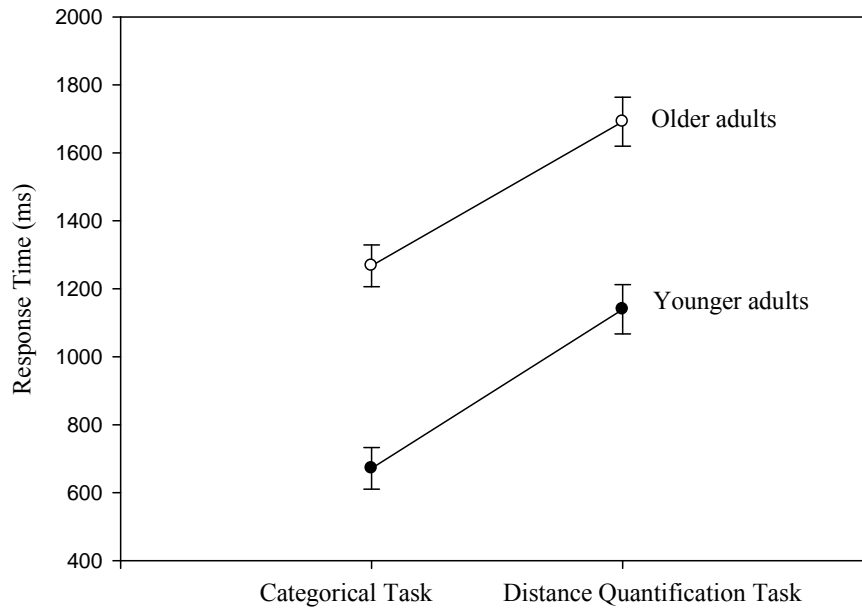 2000
1800
1600
1400
1200
1000
800
600
400
Response Time (ms)
Older adults
Younger adults
Categorical Task
Distance Quantification Task